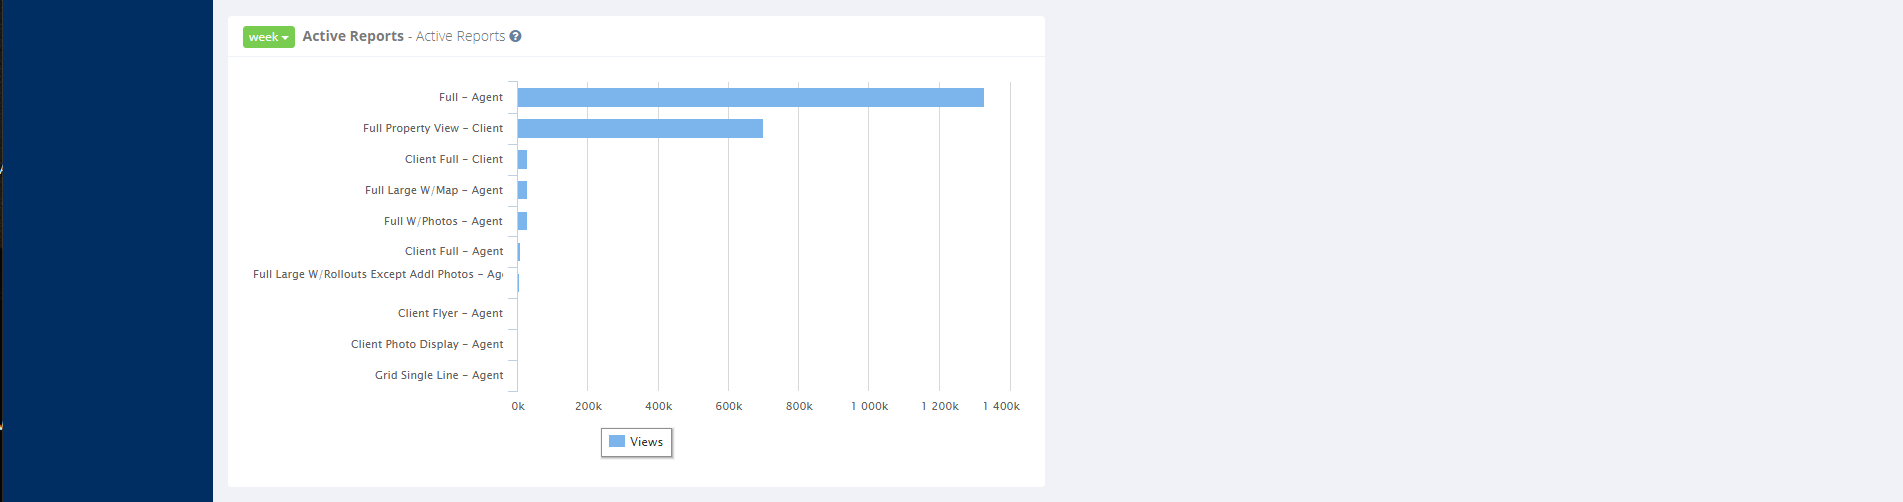 week Active Reports - Active Reports ?
Full - Agent
Full Property View - Client
Client Full - Client
Full Large W/Map - Agent
Full W/Photos - Agent
Client Full - Agent
Full Large W/Rollouts Except Addl Photos - Age
Client Flyer - Agent
Client Photo Display - Agent
Grid Single Line - Agent
0k 200k 400k 600k 800k 1 000k 1 200k 1 400k
Views